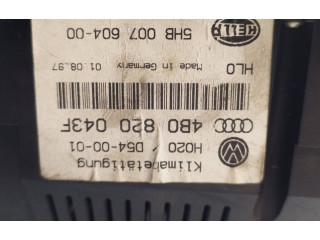 Klimabetätigung
H020 / D54-00-01
4B0 820 043F
HLO Made in Germany 01.08.97
HELLA 5HB 007 604-00